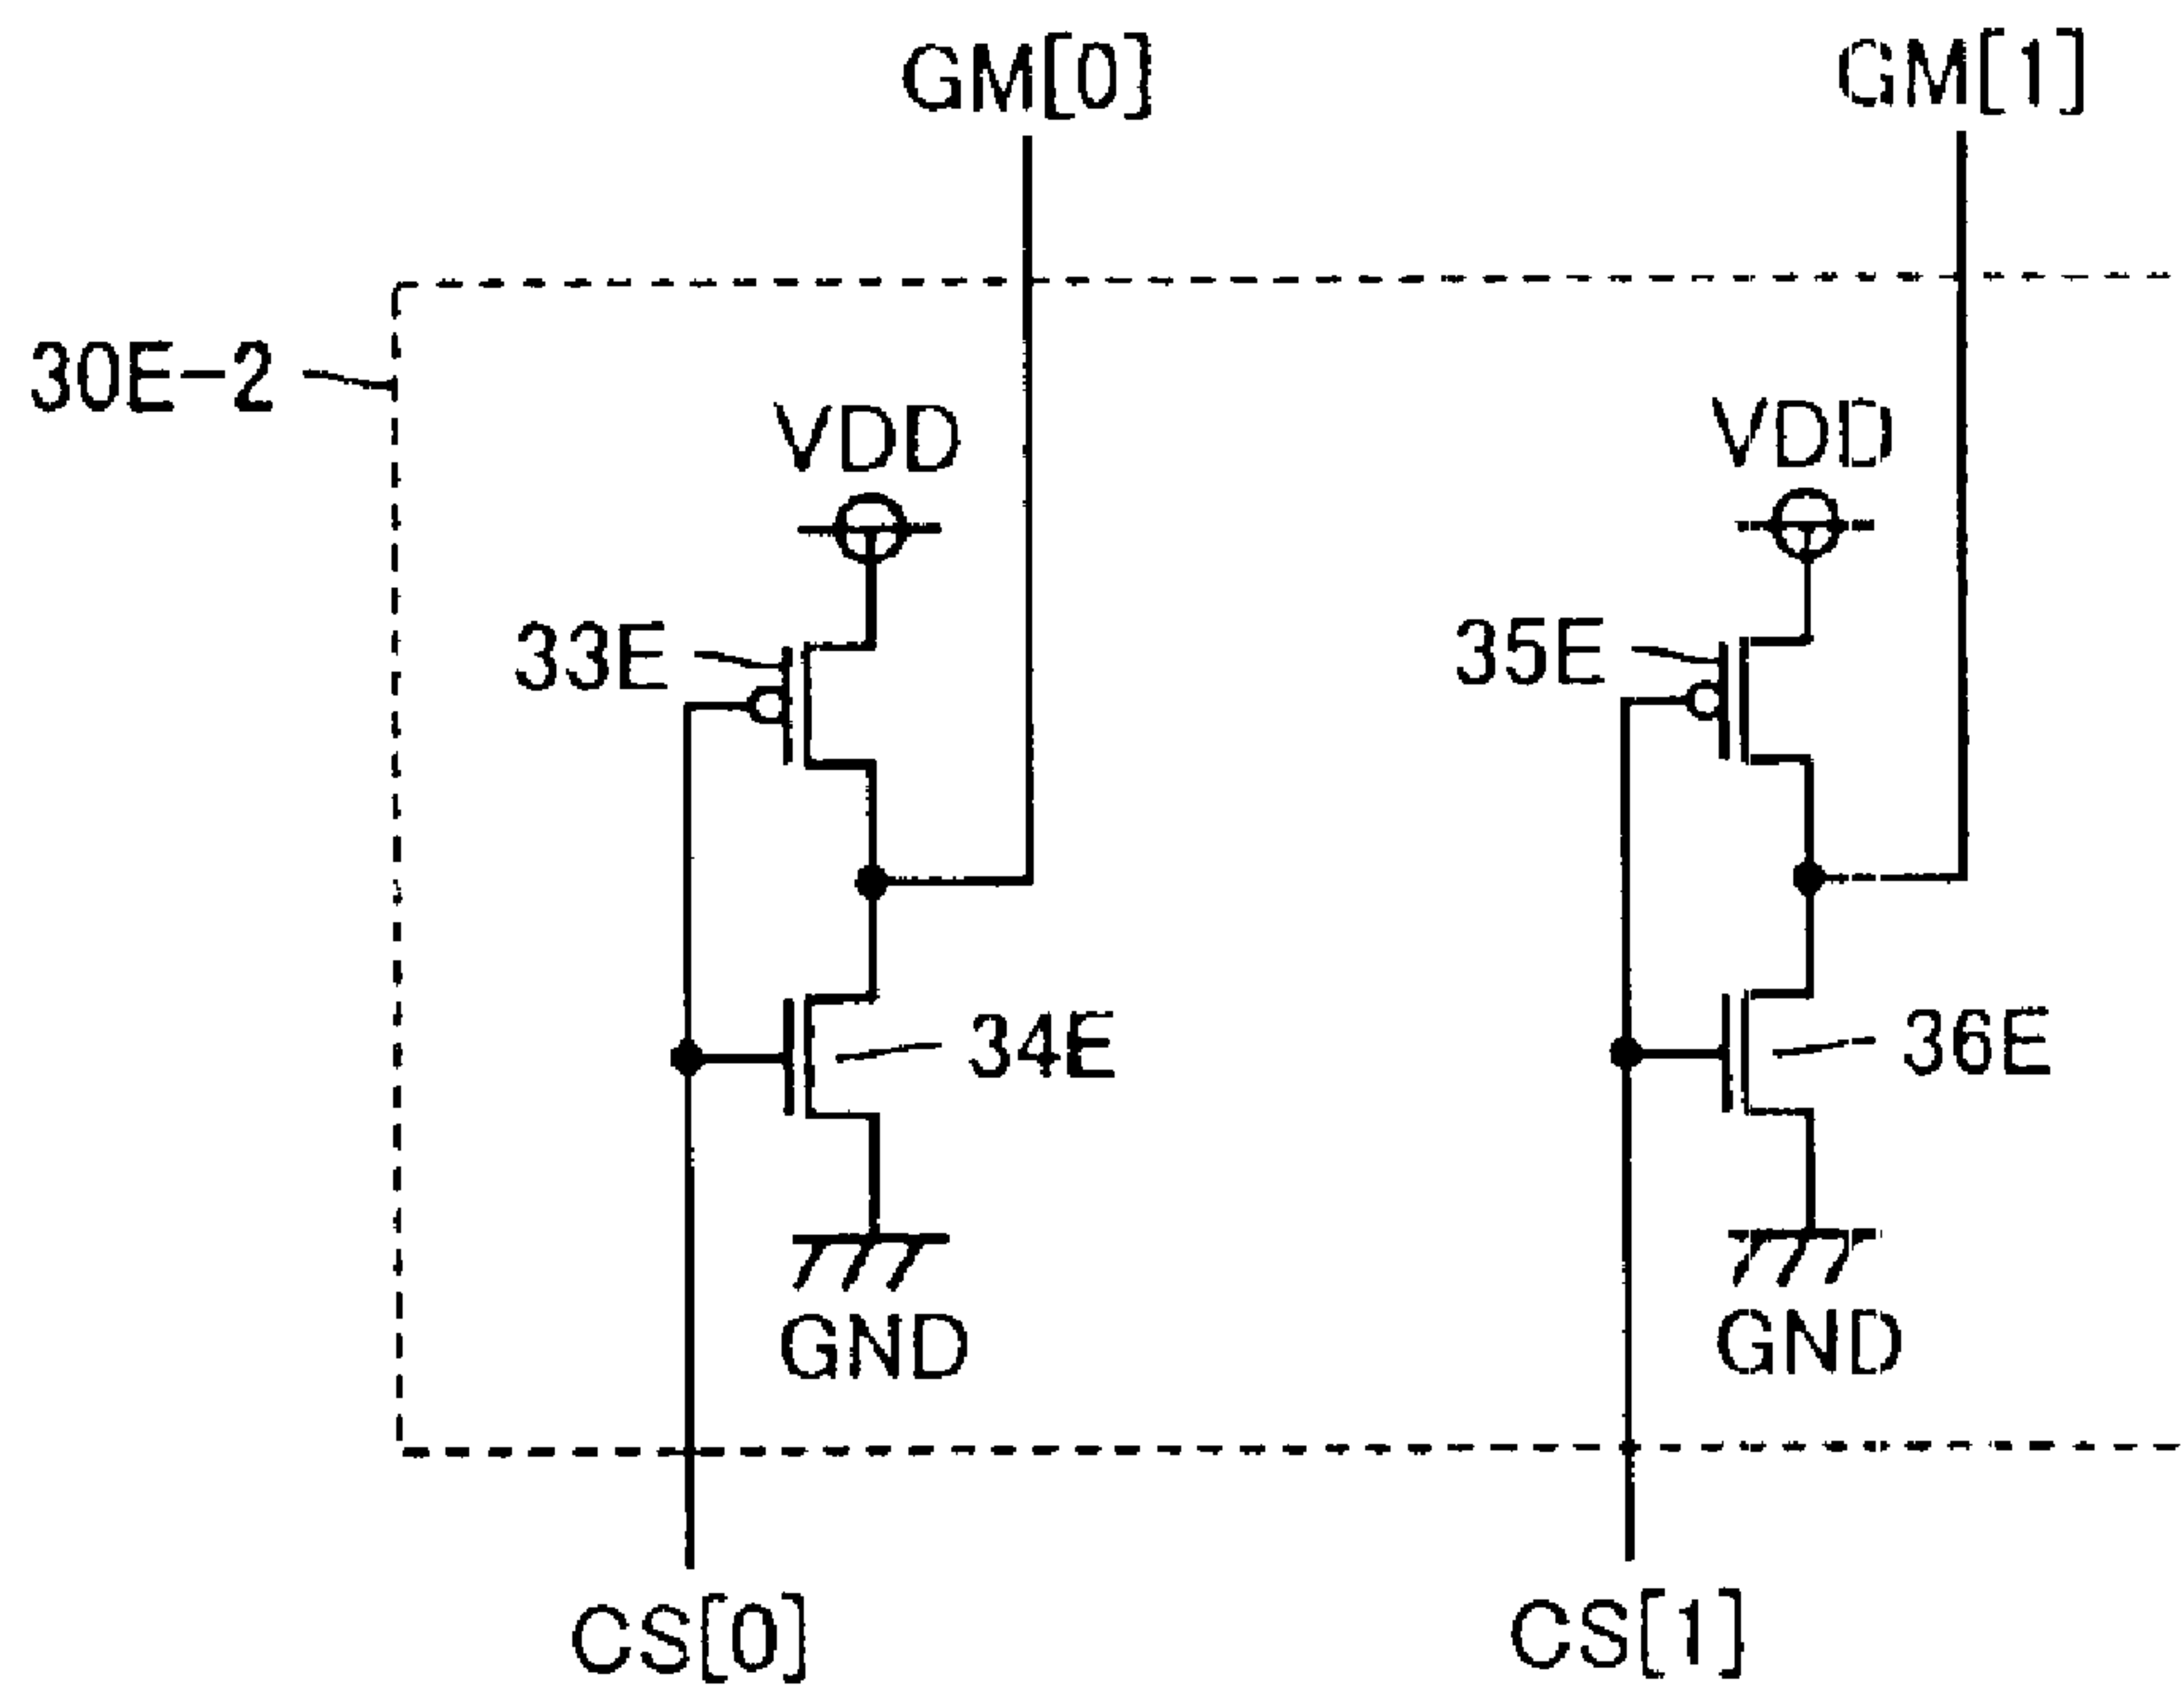 GM[0]
GM[1]
30E-2
VDD
VDD
33E
35E
34E
36E
GND
GND
CS[0]
CS[1]